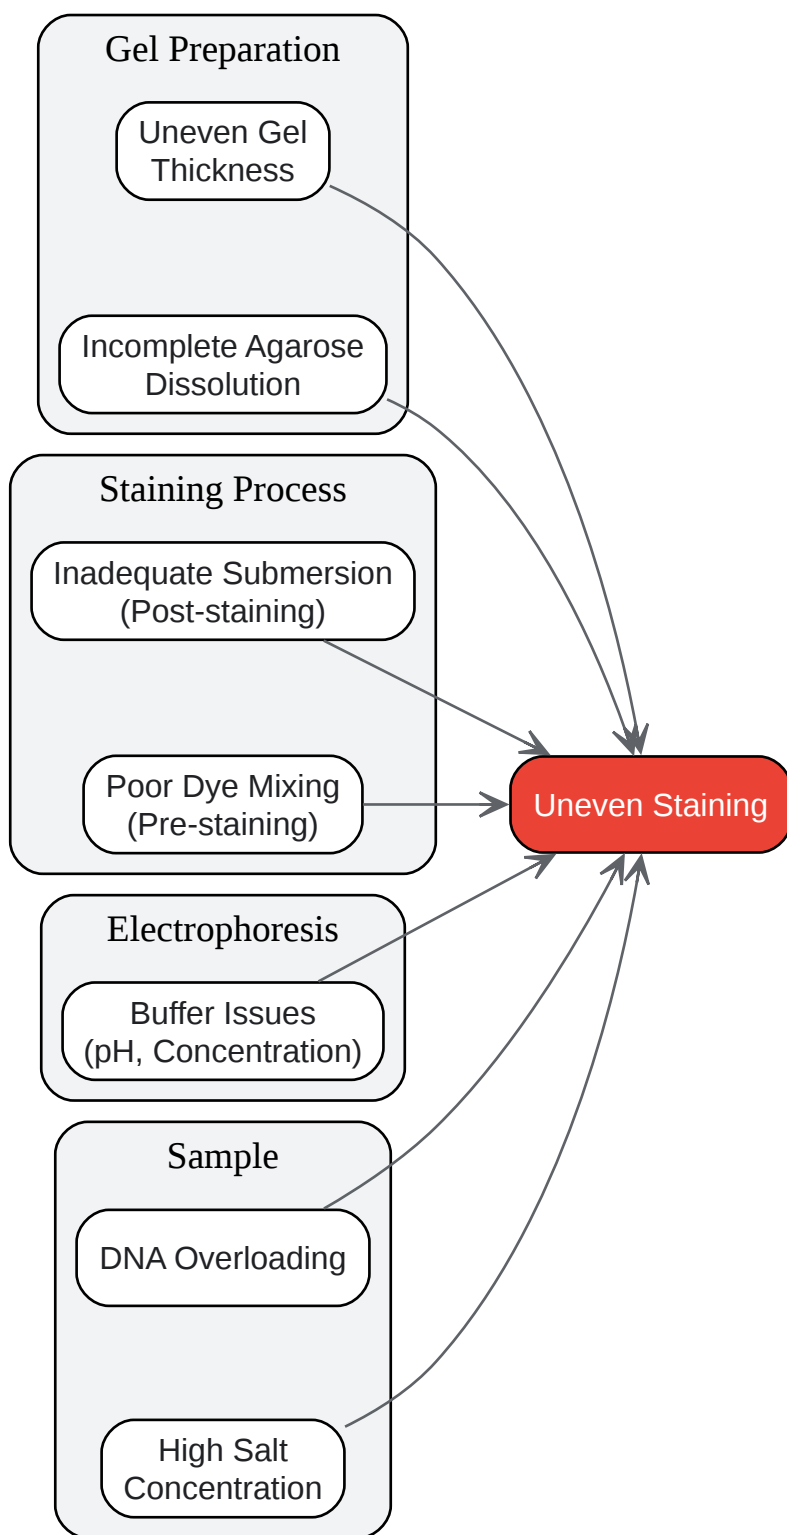 Gel Preparation
Uneven Gel
Thickness
Incomplete Agarose
Dissolution
Staining Process
Inadequate Submersion
(Post-staining)
Poor Dye Mixing
(Pre-staining)
Uneven Staining
Electrophoresis
Buffer Issues
(pH, Concentration)
Sample
DNA Overloading
High Salt
Concentration